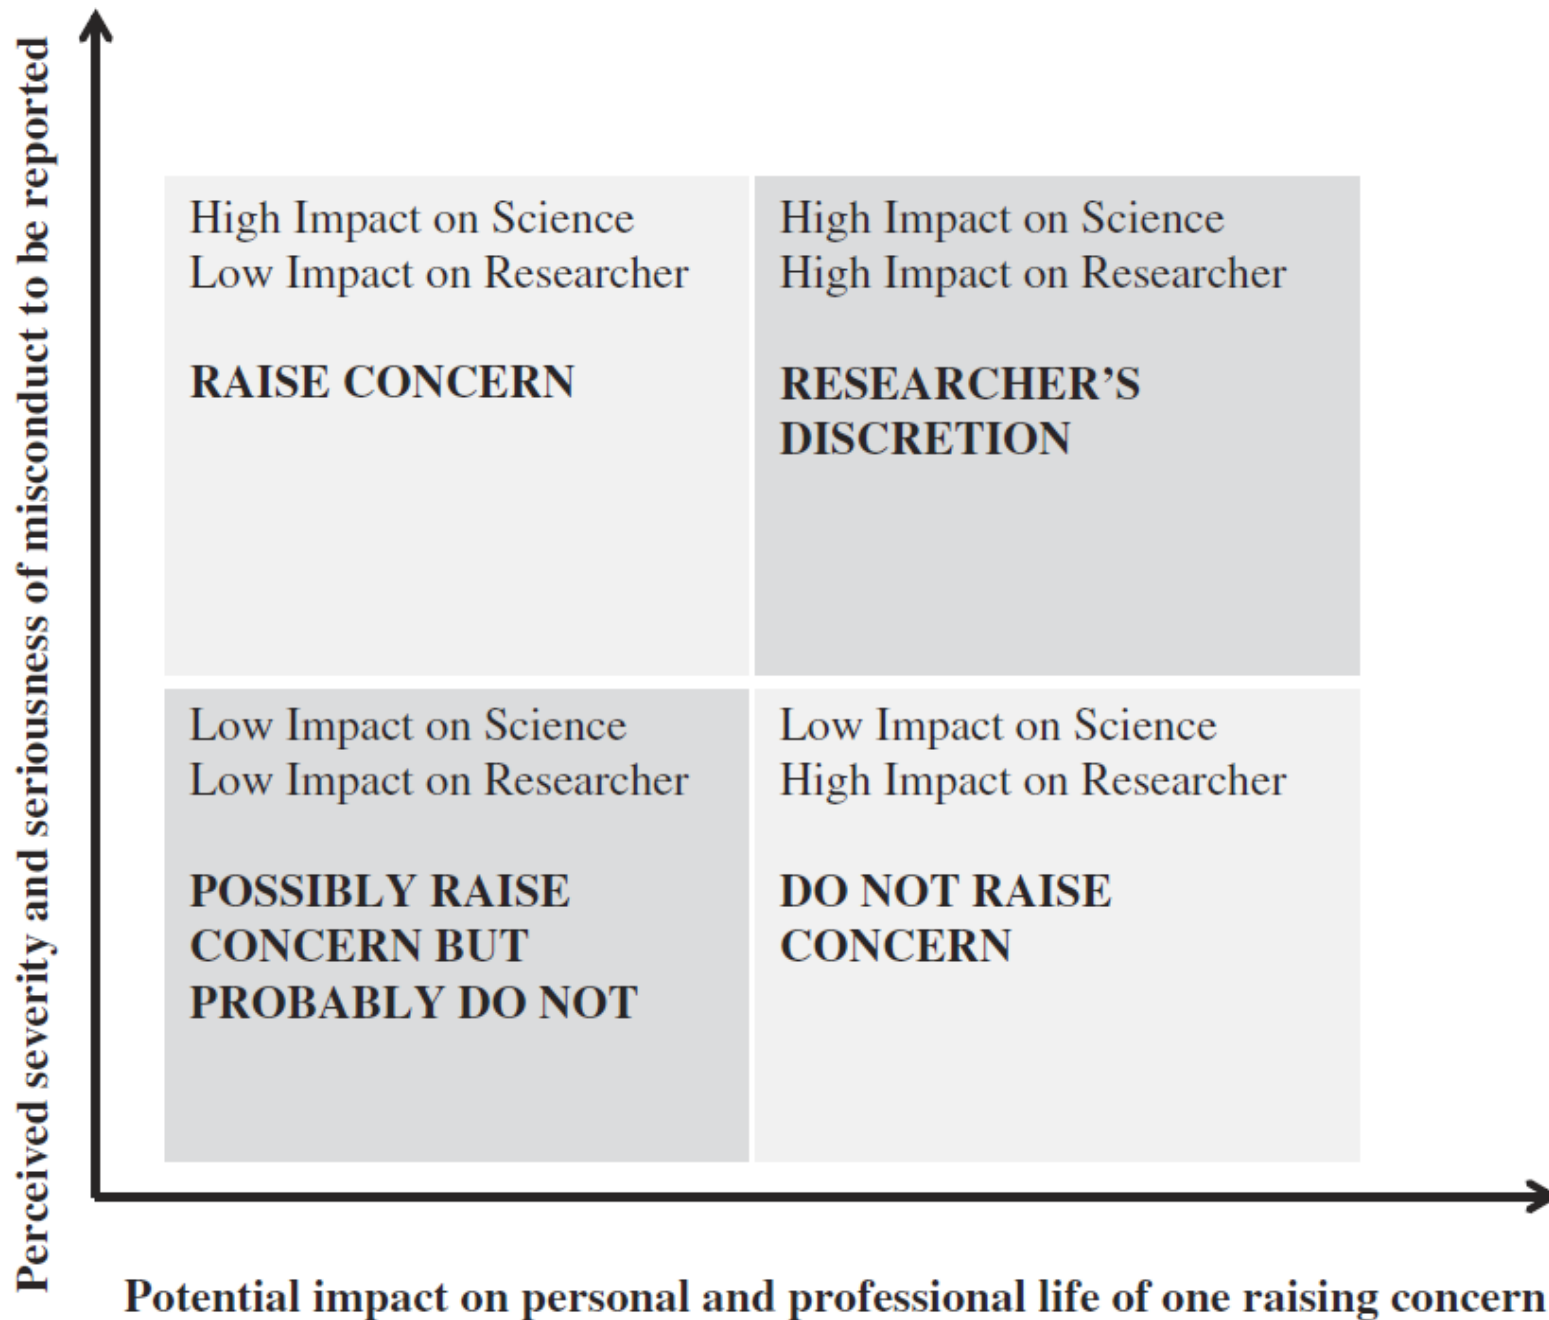 Perceived severity and seriousness of misconduct to be reported
High Impact on Science
Low Impact on Researcher
RAISE CONCERN
High Impact on Science
High Impact on Researcher
RESEARCHER’S
DISCRETION
Low Impact on Science
Low Impact on Researcher
POSSIBLY RAISE
CONCERN BUT
PROBABLY DO NOT
Low Impact on Science
High Impact on Researcher
DO NOT RAISE
CONCERN
Potential impact on personal and professional life of one raising concern